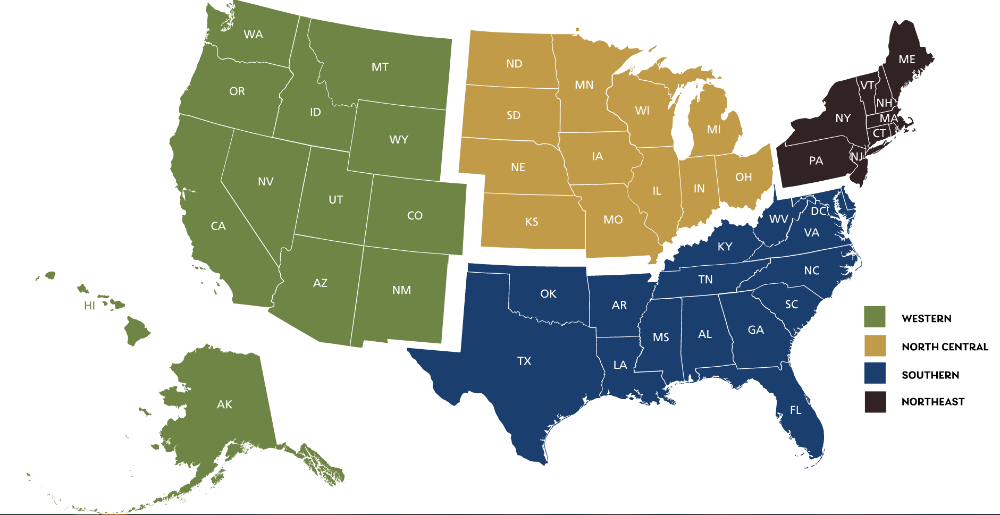 WA
MT
OR
ID
WY
NV
UT
CO
CA
AZ
NM
HI
AK
ND
MN
SD
WI
MI
NE
IA
IL
IN
OH
KS
MO
ME
VT
NH
NY
MA
CT
PA
NJ
WV
DC
VA
KY
NC
TN
OK
AR
SC
MS
AL
GA
TX
LA
FL
WESTERN
NORTH CENTRAL
SOUTHERN
NORTHEAST